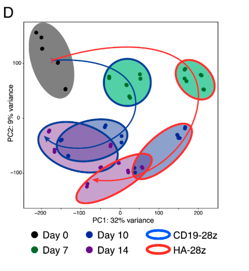 D
PC2: 9% variance
100
0
−100
−200
−100
0
100
200
PC1: 32% variance
Day 0
Day 10
CD19-28z
Day 7
Day 14
HA-28z